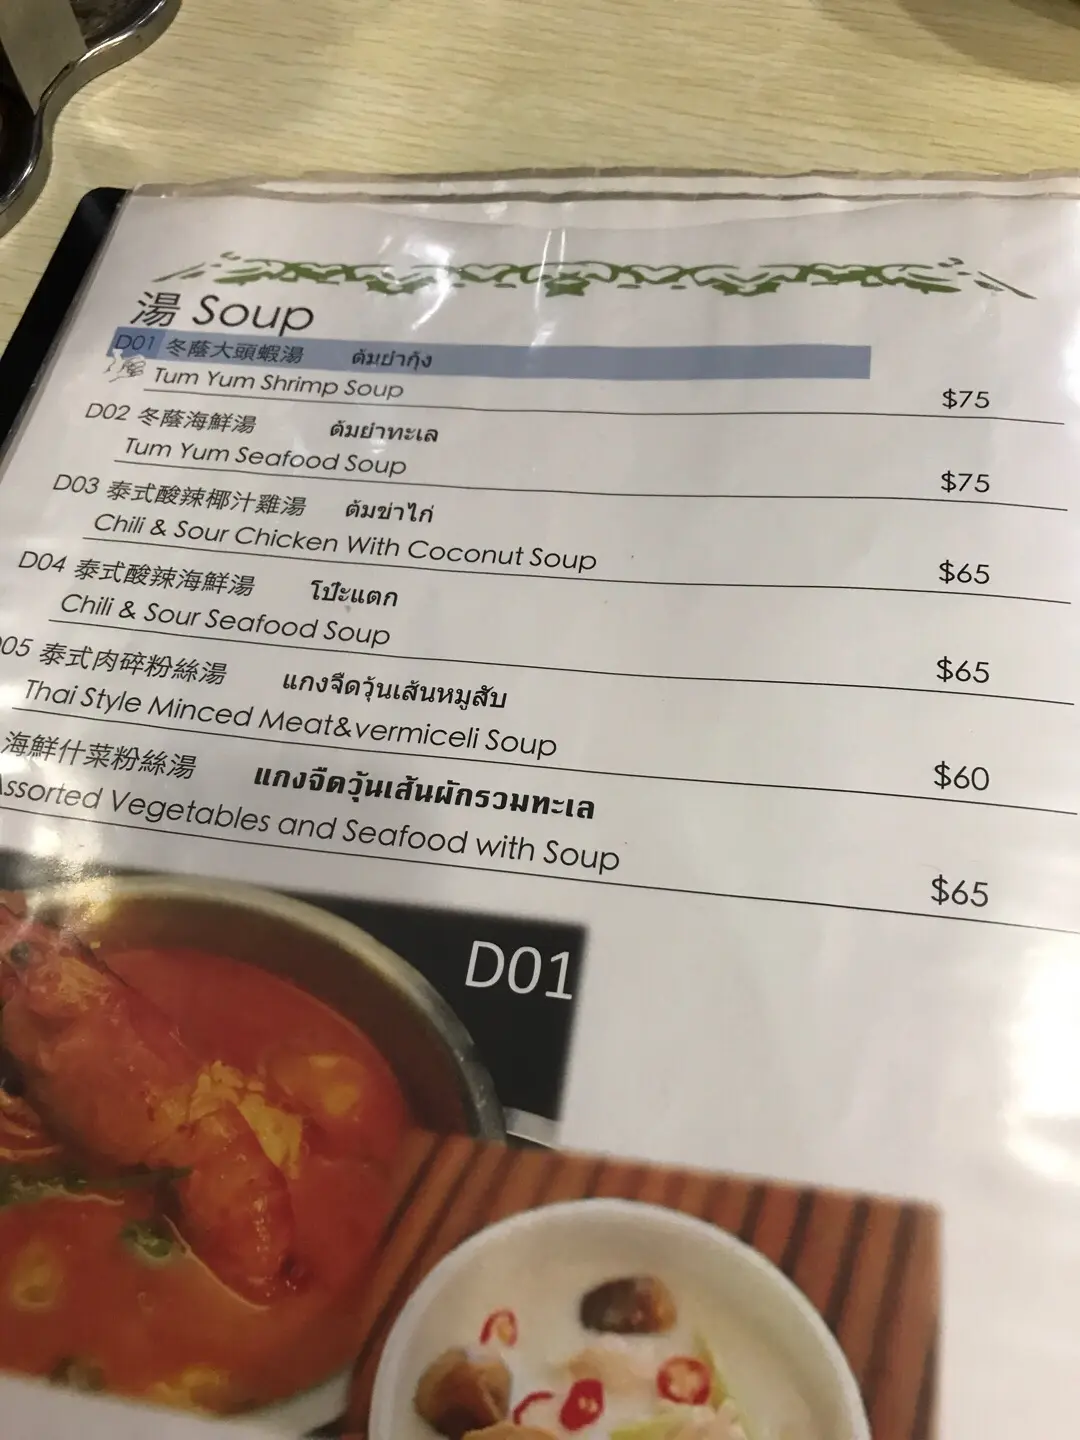 湯 Soup
D01 冬蔭大頭蝦湯 ต้มยำกุ้ง
Tum Yum Shrimp Soup $75
D02 冬蔭海鮮湯 ต้มยำทะเล
Tum Yum Seafood Soup $75
D03 泰式酸辣椰汁雞湯 ต้มข่าไก่
Chili & Sour Chicken With Coconut Soup $65
D04 泰式酸辣海鮮湯 โป๊ะแตก
Chili & Sour Seafood Soup $65
005 泰式肉碎粉絲湯 แกงจืดวุ้นเส้นหมูสับ
Thai Style Minced Meat&vermiceli Soup $60
海鮮什菜粉絲湯 แกงจืดวุ้นเส้นผักรวมทะเล
Assorted Vegetables and Seafood with Soup $65
D01